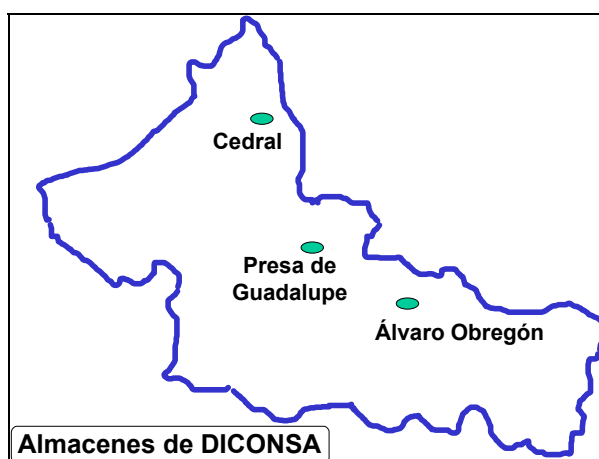 Cedral
Presa de
Guadalupe
Álvaro Obregón
Almacenes de DICONSA